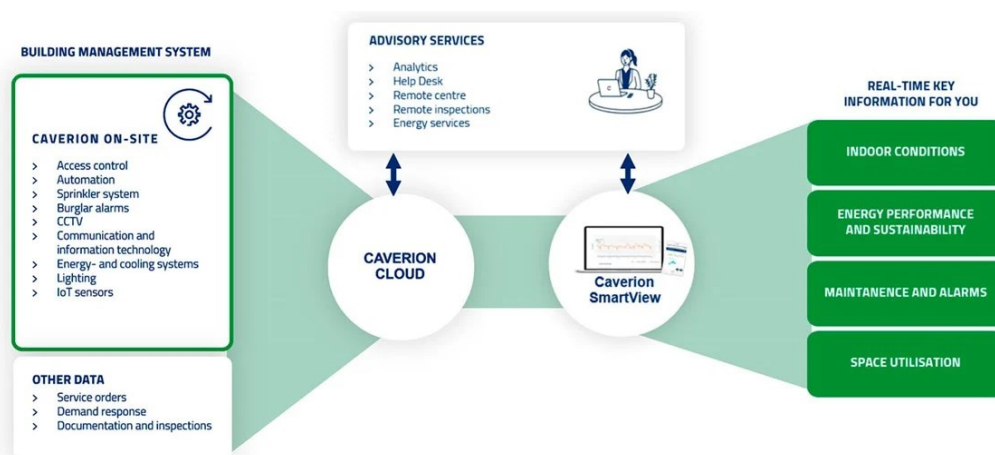 BUILDING MANAGEMENT SYSTEM
CAVERION ON-SITE
> Access control
> Automation
> Sprinkler system
> Burglar alarms
> CCTV
> Communication and
information technology
> Energy- and cooling systems
> Lighting
> IoT sensors
OTHER DATA
> Service orders
> Demand response
> Documentation and inspections
ADVISORY SERVICES
> Analytics
> Help Desk
> Remote centre
> Remote inspections
> Energy services
CAVERION
CLOUD
Caverion
SmartView
REAL-TIME KEY
INFORMATION FOR YOU
INDOOR CONDITIONS
ENERGY PERFORMANCE
AND SUSTAINABILITY
MAINTANENCE AND ALARMS
SPACE UTILISATION